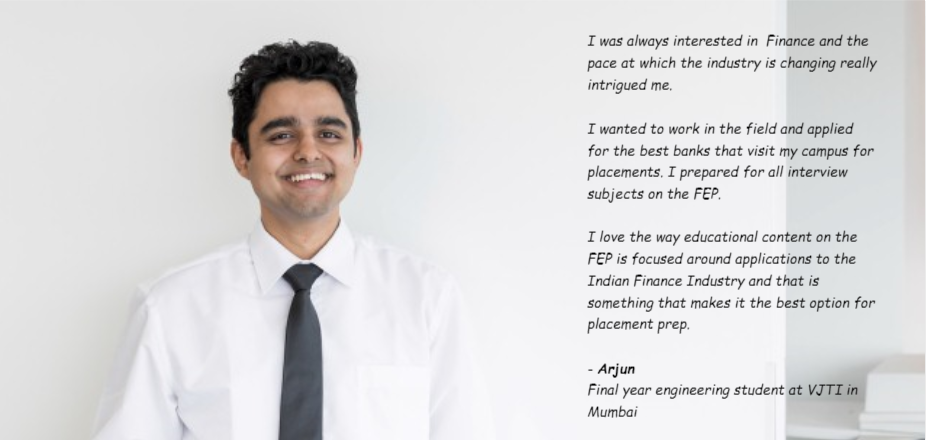 I was always interested in  Finance and the
pace at which the industry is changing really
intrigued me.
I wanted to work in the field and applied
for the best banks that visit my campus for
placements. I prepared for all interview
subjects on the FEP.
I love the way educational content on the
FEP is focused around applications to the
Indian Finance Industry and that is
something that makes it the best option for
placement prep.
- Arjun
Final year engineering student at VJTI in
Mumbai